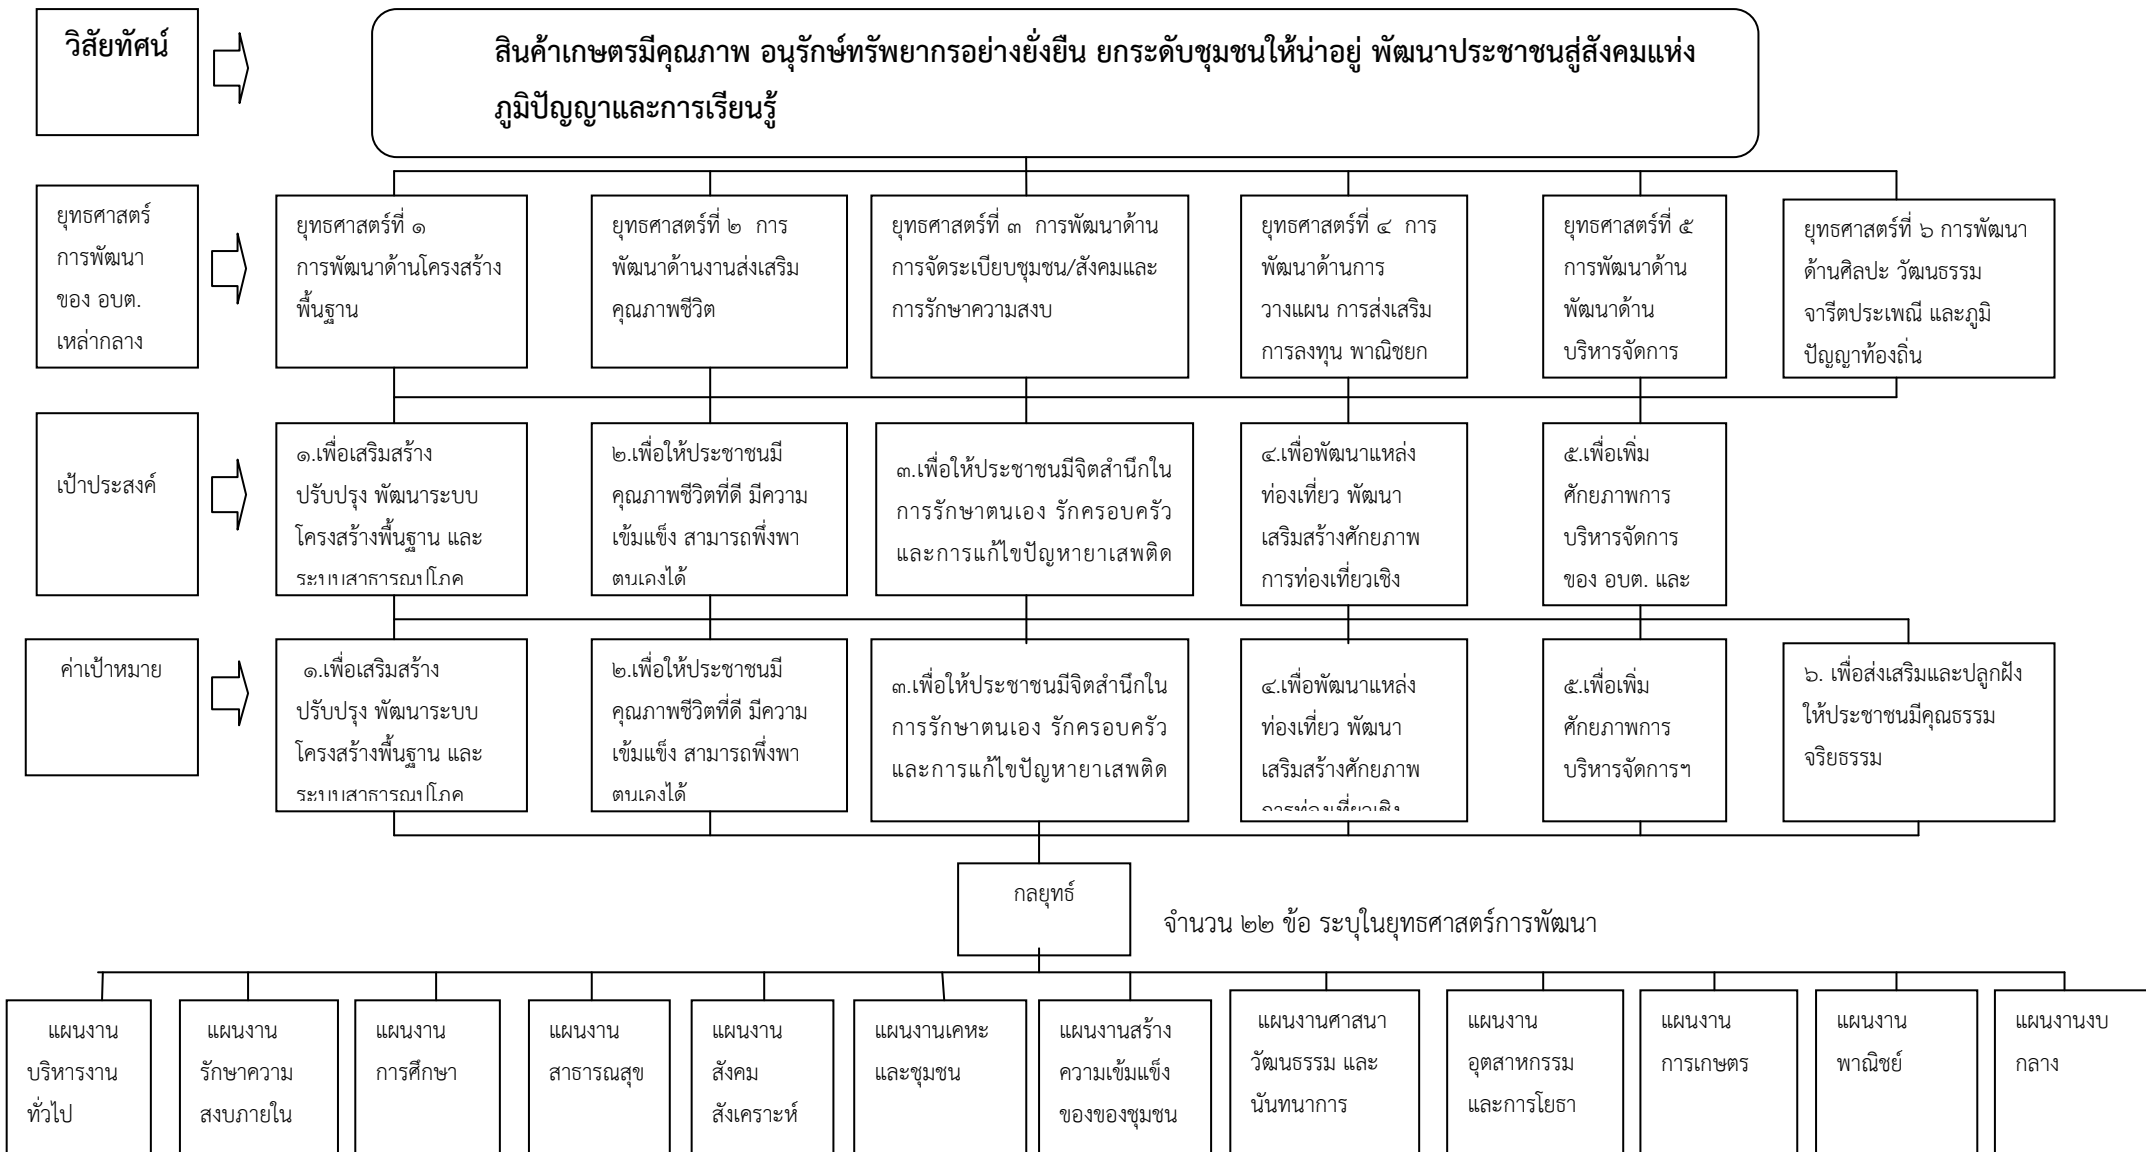 วิสัยทัศน์
สินค้าเกษตรมีคุณภาพ อนุรักษ์ทรัพยากรอย่างยั่งยืน ยกระดับชุมชนให้น่าอยู่ พัฒนาประชาชนสู่สังคมแห่ง
ภูมิปัญญาและการเรียนรู้
ยุทธศาสตร์
การพัฒนา
ของ อบต.
เหล่ากลาง
ยุทธศาสตร์ที่ ๑
การพัฒนาด้านโครงสร้าง
พื้นฐาน
ยุทธศาสตร์ที่ ๒ การ
พัฒนาด้านงานส่งเสริม
คุณภาพชีวิต
ยุทธศาสตร์ที่ ๓ การพัฒนาด้าน
การจัดระเบียบชุมชน/สังคมและ
การรักษาความสงบ
ยุทธศาสตร์ที่ ๔ การ
พัฒนาด้านการ
วางแผน การส่งเสริม
การลงทุน พาณิชยก
ยุทธศาสตร์ที่ ๕
การพัฒนาด้าน
พัฒนาด้าน
บริหารจัดการ
ยุทธศาสตร์ที่ ๖ การพัฒนา
ด้านศิลปะ วัฒนธรรม
จารีตประเพณี และภูมิ
ปัญญาท้องถิ่น
เป้าประสงค์
๑.เพื่อเสริมสร้าง
ปรับปรุง พัฒนาระบบ
โครงสร้างพื้นฐาน และ
ระบบสาธารณูปโภค
๒.เพื่อให้ประชาชนมี
คุณภาพชีวิตที่ดี มีความ
เข้มแข็ง สามารถพึ่งพา
ตนเองได้
๓.เพื่อให้ประชาชนมีจิตสำนึกใน
การรักษาตนเอง รักครอบครัว
และการแก้ไขปัญหายาเสพติด
๔.เพื่อพัฒนาแหล่ง
ท่องเที่ยว พัฒนา
เสริมสร้างศักยภาพ
การท่องเที่ยวเชิง
๕.เพื่อเพิ่ม
ศักยภาพการ
บริหารจัดการ
ของ อบต. และ
ค่าเป้าหมาย
๑.เพื่อเสริมสร้าง
ปรับปรุง พัฒนาระบบ
โครงสร้างพื้นฐาน และ
ระบบสาธารณูปโภค
๒.เพื่อให้ประชาชนมี
คุณภาพชีวิตที่ดี มีความ
เข้มแข็ง สามารถพึ่งพา
ตนเองได้
๓.เพื่อให้ประชาชนมีจิตสำนึกใน
การรักษาตนเอง รักครอบครัว
และการแก้ไขปัญหายาเสพติด
๔.เพื่อพัฒนาแหล่ง
ท่องเที่ยว พัฒนา
เสริมสร้างศักยภาพ
การท่องเที่ยวเชิง
๕.เพื่อเพิ่ม
ศักยภาพการ
บริหารจัดการฯ
๖. เพื่อส่งเสริมและปลูกฝัง
ให้ประชาชนมีคุณธรรม
จริยธรรม
กลยุทธ์
จำนวน ๒๒ ข้อ ระบุในยุทธศาสตร์การพัฒนา
แผนงาน
บริหารงาน
ทั่วไป
แผนงาน
รักษาความ
สงบภายใน
แผนงาน
การศึกษา
แผนงาน
สาธารณสุข
แผนงาน
สังคม
สังเคราะห์
แผนงานเคหะ
และชุมชน
แผนงานสร้าง
ความเข้มแข็ง
ของของชุมชน
แผนงานศาสนา
วัฒนธรรม และ
นันทนาการ
แผนงาน
อุตสาหกรรม
และการโยธา
แผนงาน
การเกษตร
แผนงาน
พาณิชย์
แผนงานงบ
กลาง